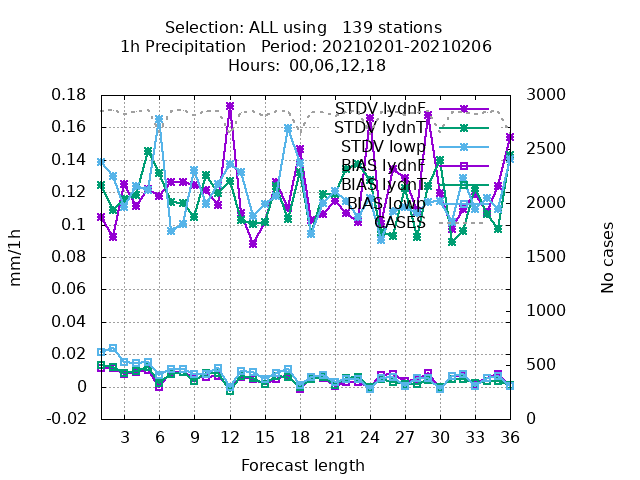 Selection: ALL using   139 stations
1h Precipitation   Period: 20210201-20210206
Hours:  00,06,12,18
0.18
0.16
0.14
0.12
0.1
0.08
0.06
0.04
0.02
0
-0.02
mm/1h
3000
2500
2000
1500
1000
500
0
No cases
STDV lydnF
STDV lydnT
STDV lowp
BIAS lydnF
BIAS lydnT
BIAS lowp
CASES
3 6 9 12 15 18 21 24 27 30 33 36
Forecast length